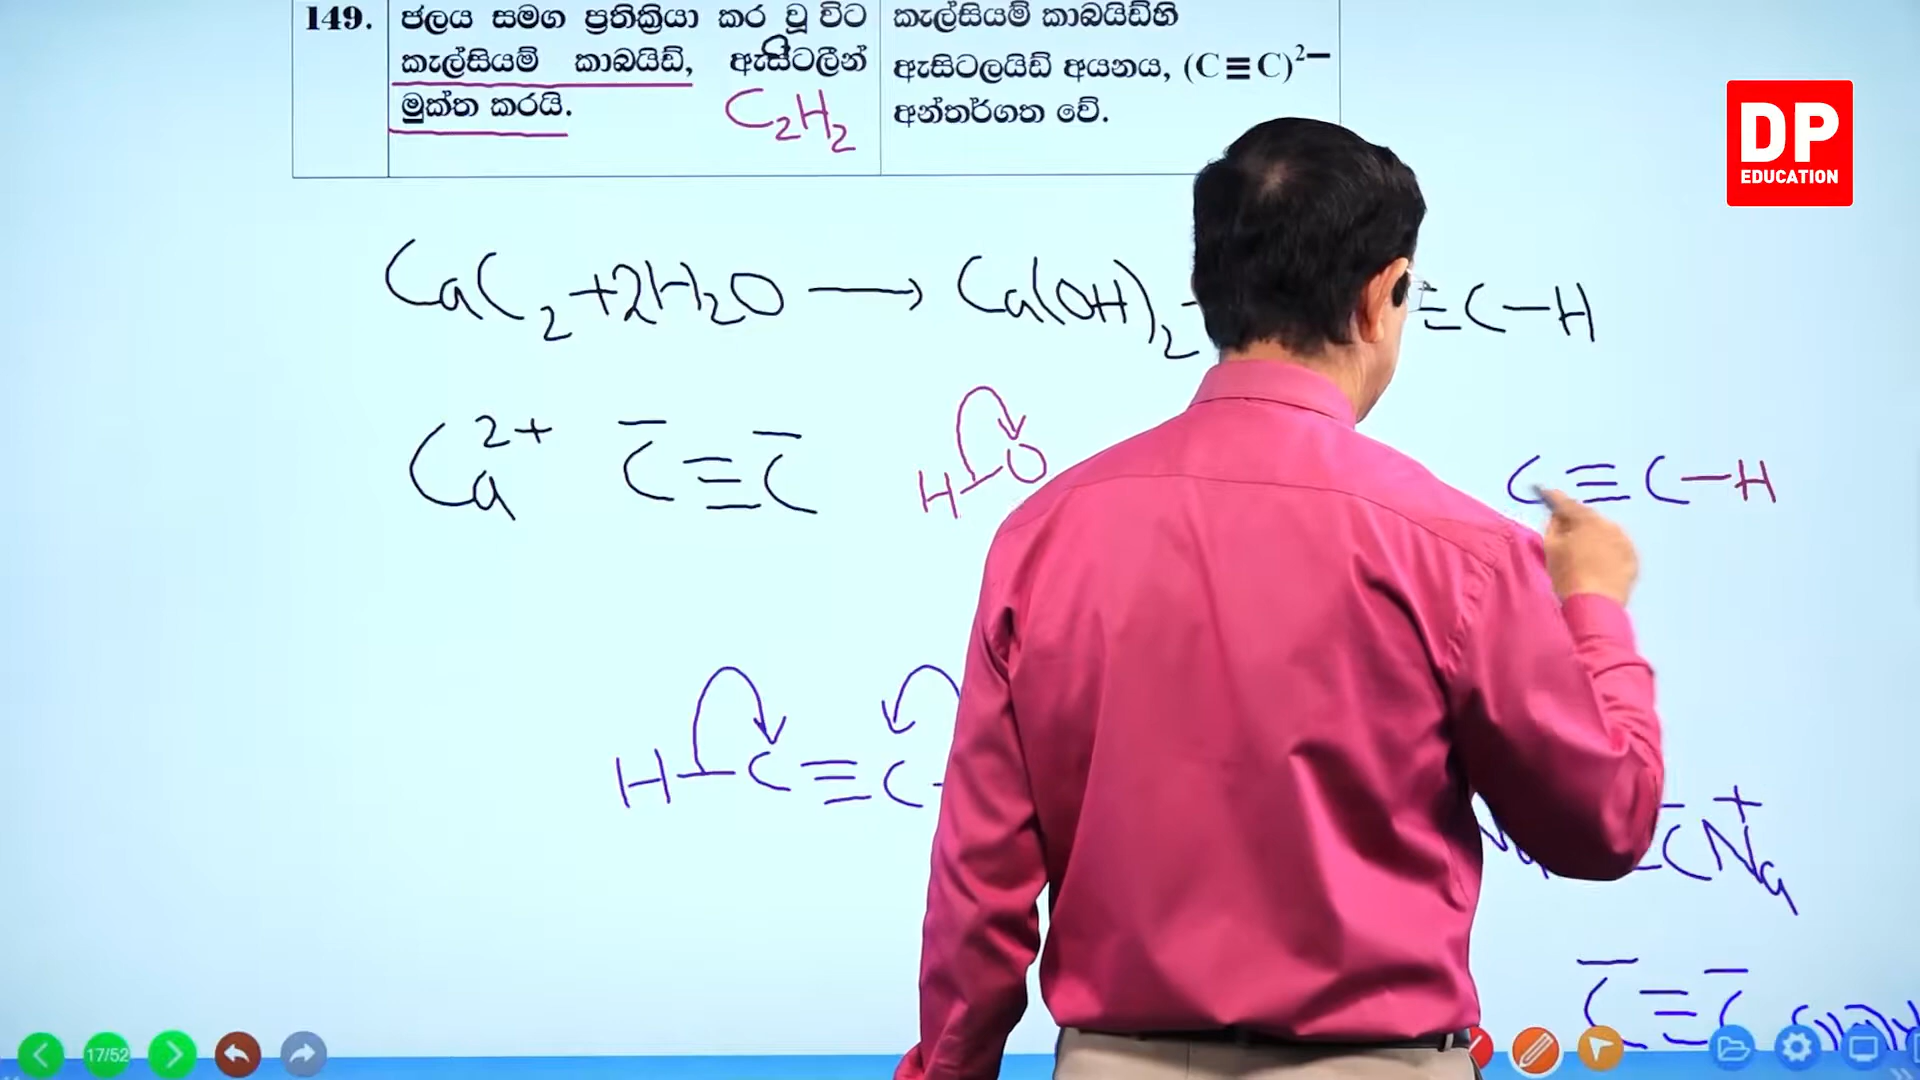 149. ජලය සමග ප්‍රතික්‍රියා කර වූ විට
කැල්සියම් කාබයිඩ්, ඇසිටලීන්
මුක්ත කරයි.
C₂H₂
කැල්සියම් කාබයිඩ්හි
ඇසිටලයිඩ් අයනය, (C≡C)²⁻
අන්තර්ගත වේ.
DP
EDUCATION
CaC₂ + 2H₂O → Ca(OH)₂ ≡C–H
Ca²⁺ C̄≡C̄ H–O C≡C–H
H–C≡C
C̄Na⁺
C̄≡C̄
17/52